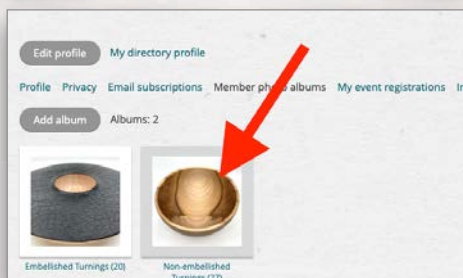 Edit profile My directory profile
Profile Privacy Email subscriptions Member photo albums My event registrations
Add album Albums: 2
Embellished Turnings (20) Non-embellished
Turnings (27)